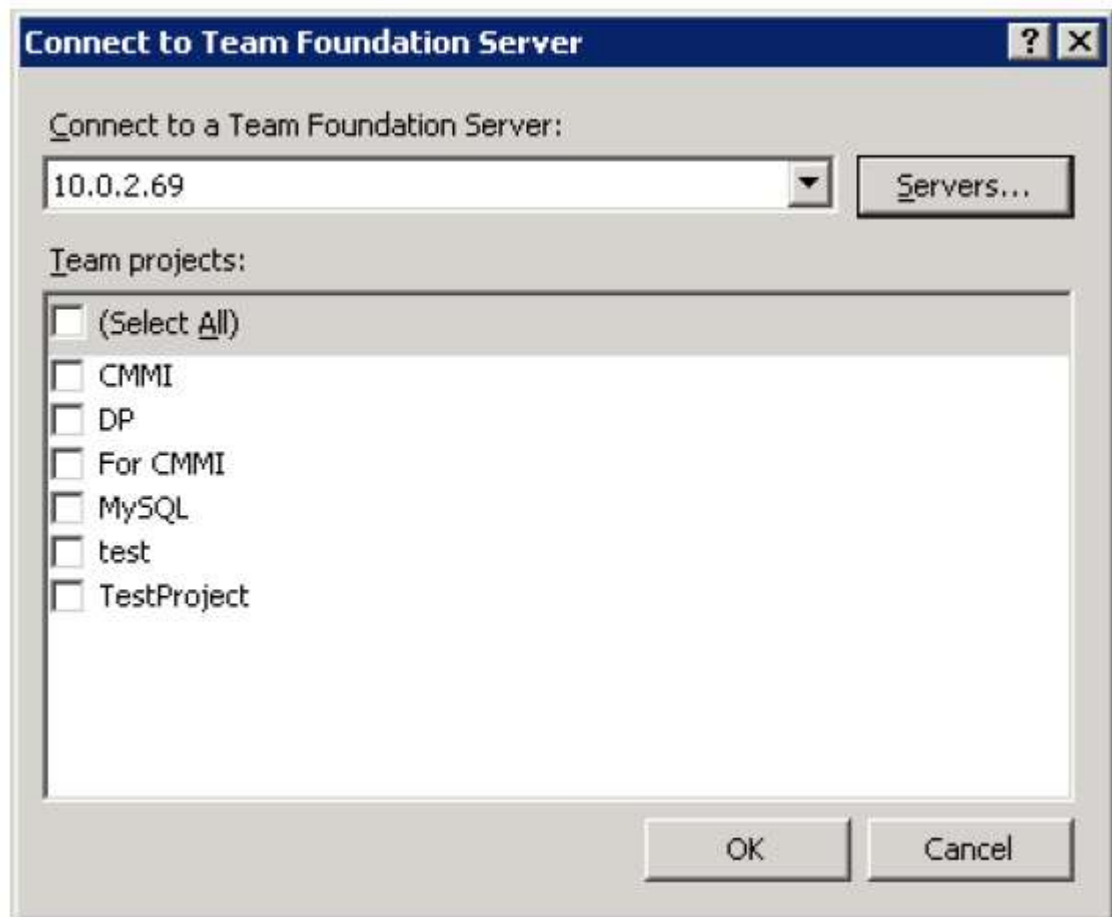 Connect to Team Foundation Server
Connect to a Team Foundation Server:
10.0.2.69
Servers...
Team projects:
(Select All)
CMMI
DP
For CMMI
MySQL
test
TestProject
OK
Cancel